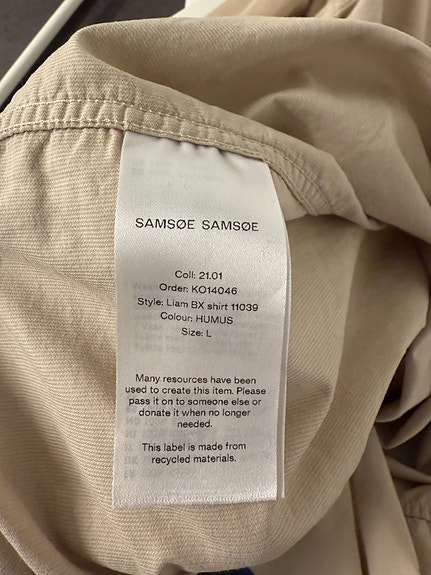 SAMSØE SAMSØE
Coll: 21.01
Order: KO14046
Style: Liam BX shirt 11039
Colour: HUMUS
Size: L
Many resources have been
used to create this item. Please
pass it on to someone else or
donate it when no longer
needed.
This label is made from
recycled materials.